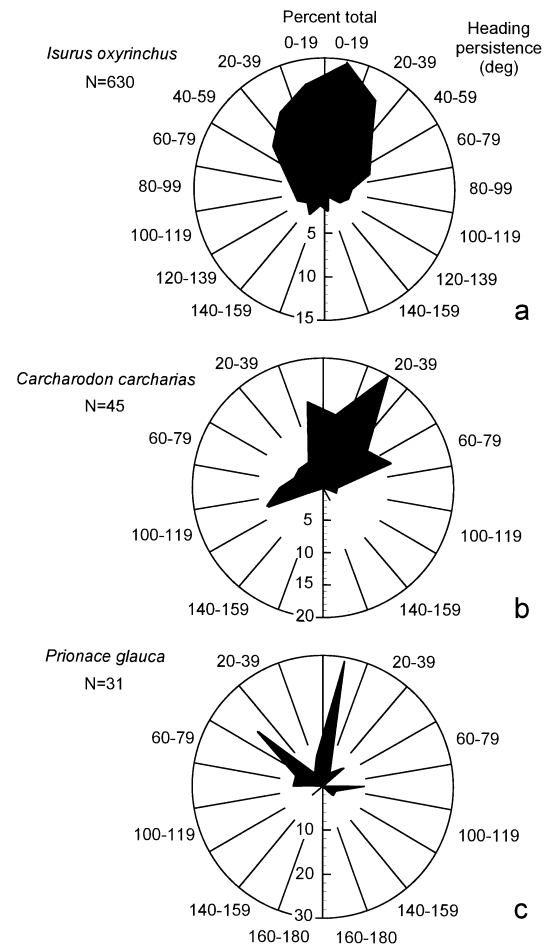 Percent total
Heading
persistence
(deg)
Isurus oxyrinchus
N=630
0-19 0-19
20-39 20-39
40-59 40-59
60-79 60-79
80-99 80-99
100-119 100-119
120-139 120-139
140-159 140-159
5
10
15
a
Carcharodon carcharias
N=45
20-39 20-39
60-79 60-79
100-119 100-119
140-159 140-159
5
10
15
20
b
Prionace glauca
N=31
20-39 20-39
60-79 60-79
100-119 100-119
140-159 140-159
10
20
30
160-180 160-180
c